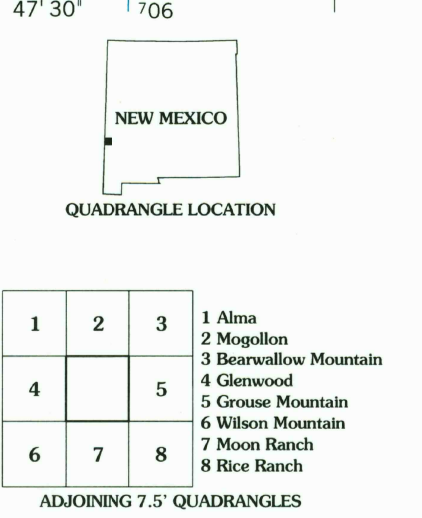 47' 30" 706
NEW MEXICO
QUADRANGLE LOCATION
1 2 3
4 5
6 7 8
1 Alma
2 Mogollon
3 Bearwallow Mountain
4 Glenwood
5 Grouse Mountain
6 Wilson Mountain
7 Moon Ranch
8 Rice Ranch
ADJOINING 7.5' QUADRANGLES